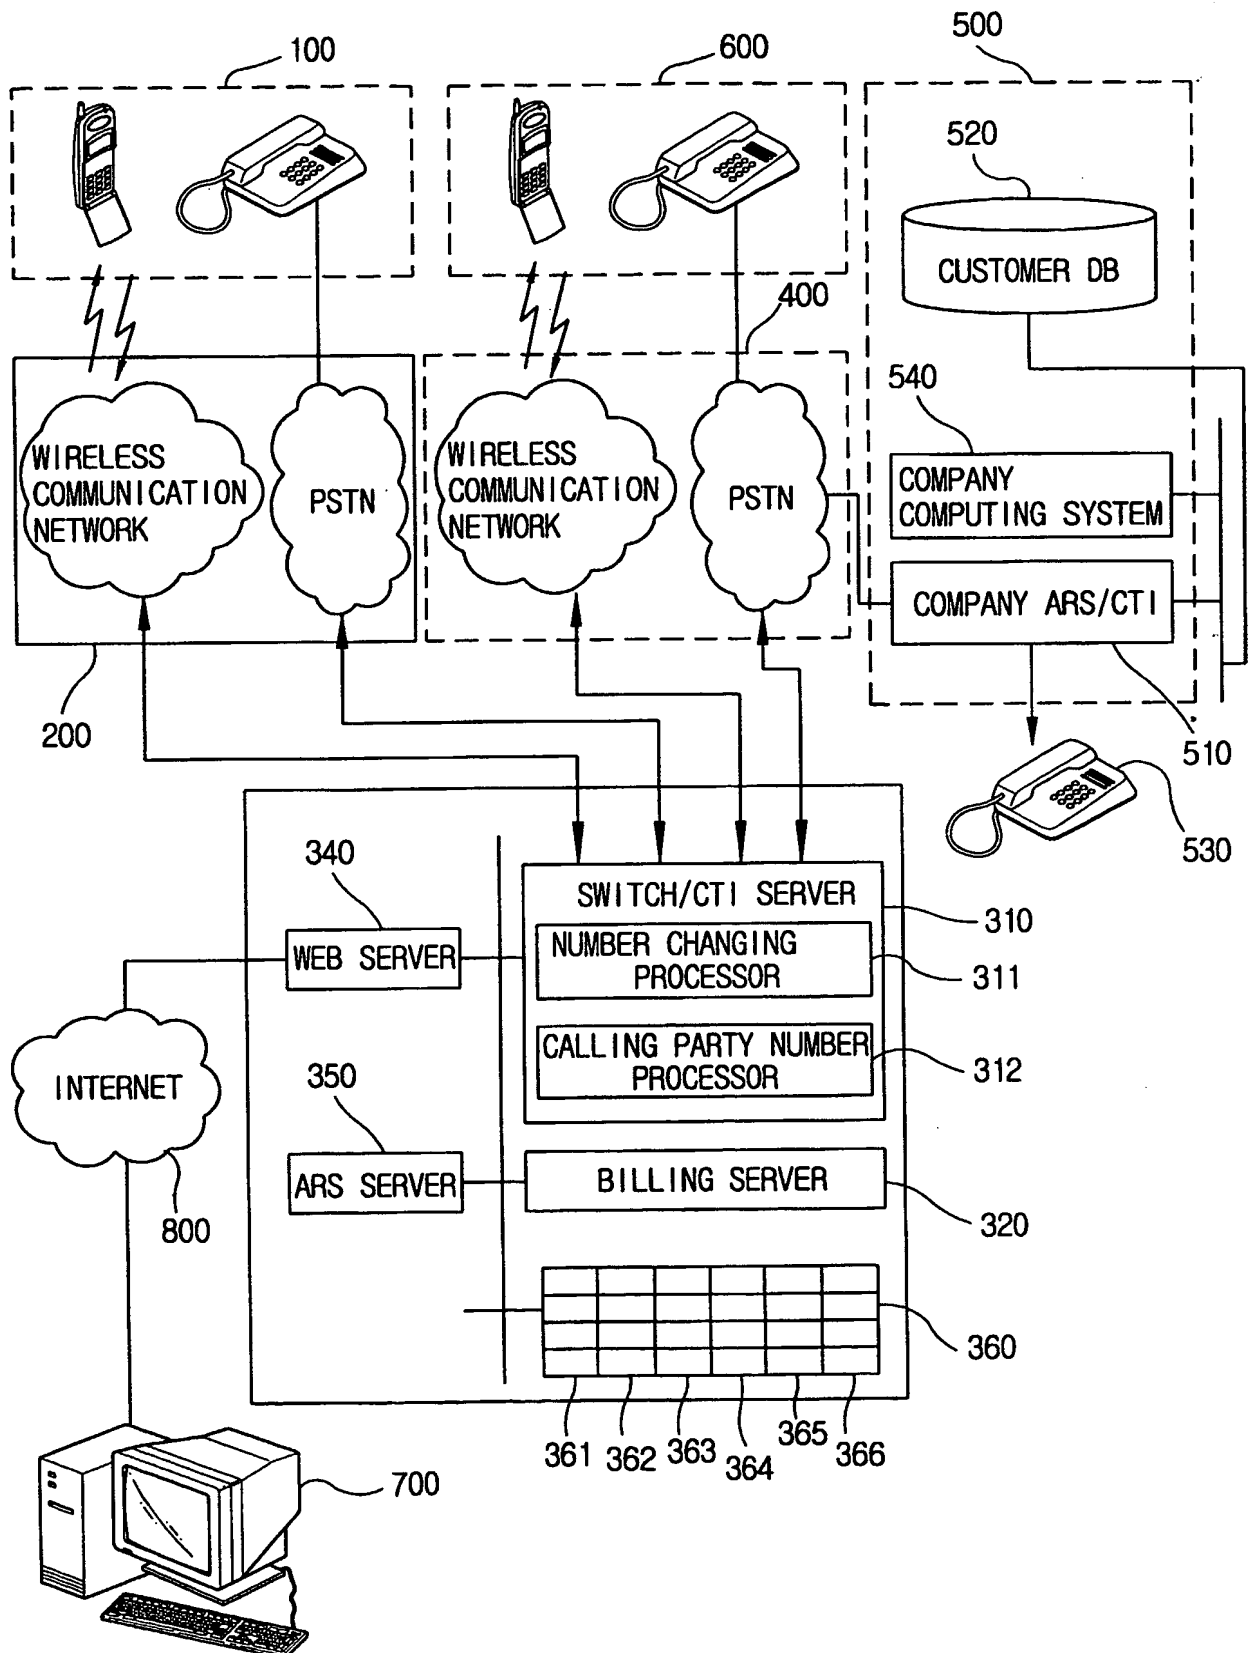 100
600
500
520
CUSTOMER DB
400
540
WIRELESS
COMMUNICATION
NETWORK
PSTN
WIRELESS
COMMUNICATION
NETWORK
PSTN
COMPANY
COMPUTING SYSTEM
COMPANY ARS/CTI
200
510
530
340
SWITCH/CTI SERVER
310
WEB SERVER
NUMBER CHANGING
PROCESSOR
311
INTERNET
CALLING PARTY NUMBER
PROCESSOR
312
350
800
ARS SERVER
BILLING SERVER
320
360
361
362
363
364
365
366
700